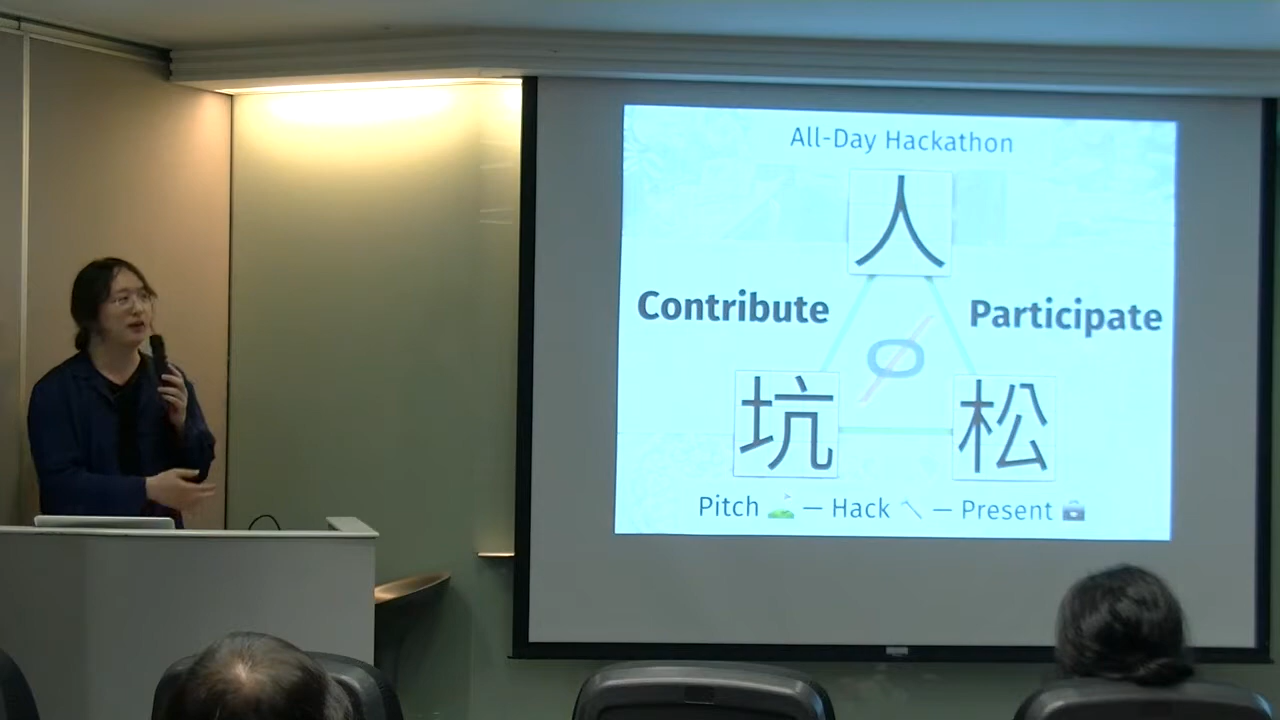 All-Day Hackathon
人
Contribute
Participate
坑
松
Pitch ⛳ — Hack 🔨 — Present 💼